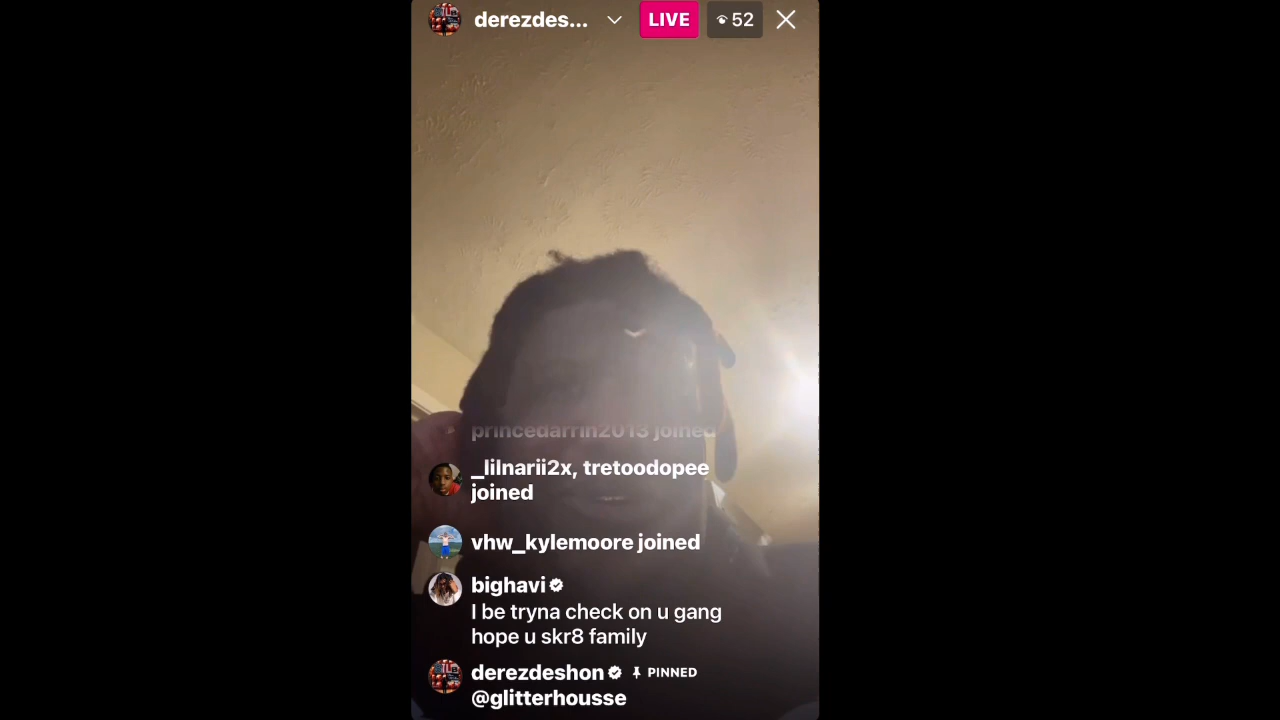 derezdes...
LIVE
52
princedarrin2013 joined
_lilnarii2x, tretoodopee
joined
vhw_kylemoore joined
bighavi
I be tryna check on u gang
hope u skr8 family
derezdeshon PINNED
@glitterhousse